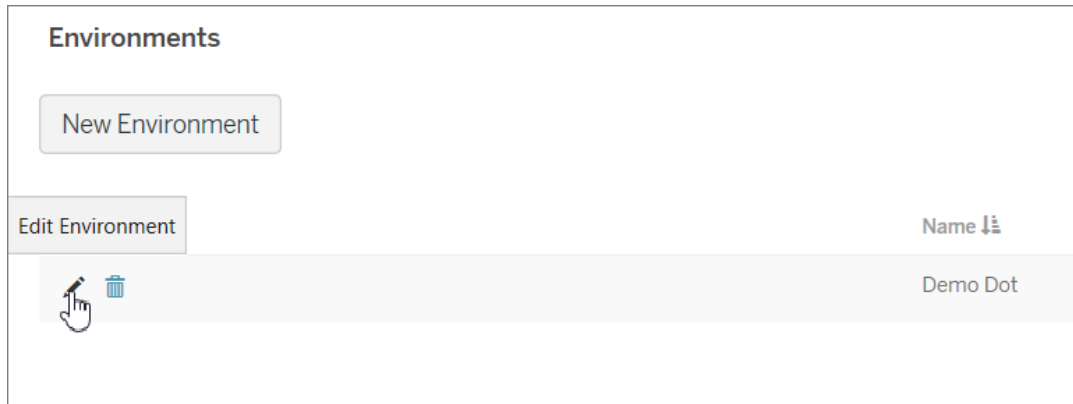 Environments
New Environment
Edit Environment
Name
Demo Dot